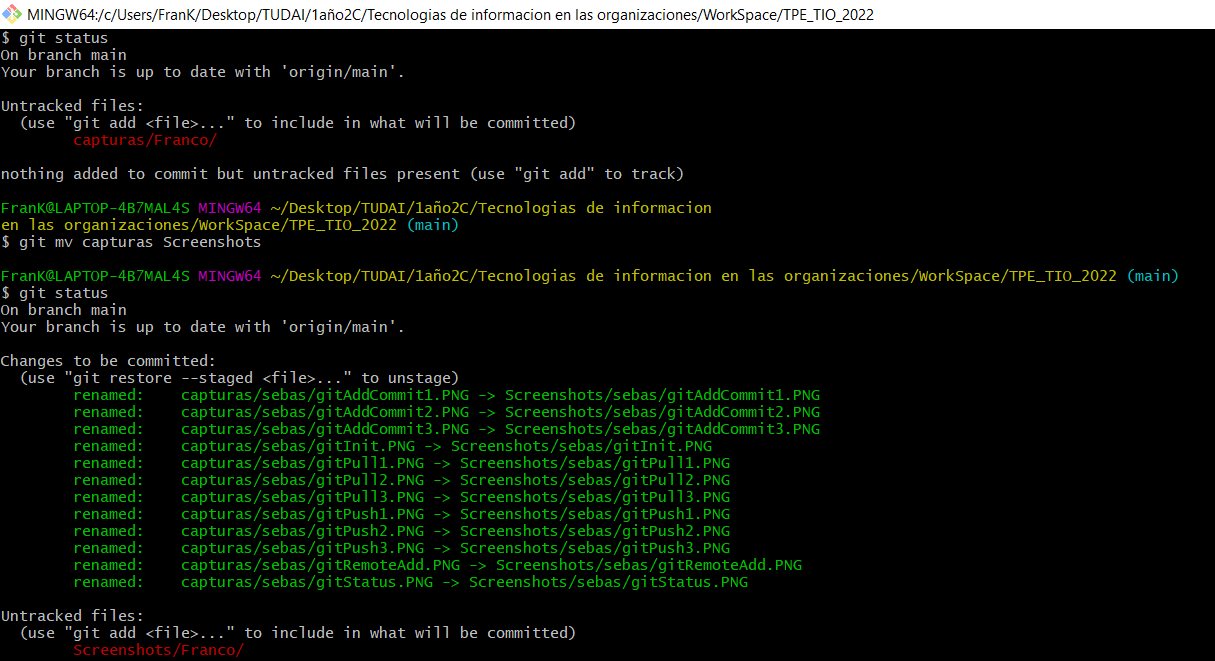 MINGW64:/c/Users/FranK/Desktop/TUDAI/1año2C/Tecnologias de informacion en las organizaciones/WorkSpace/TPE_TIO_2022
$ git status
On branch main
Your branch is up to date with 'origin/main'.
Untracked files:
(use "git add <file>..." to include in what will be committed)
capturas/Franco/
nothing added to commit but untracked files present (use "git add" to track)
FranK@LAPTOP-4B7MAL4S MINGW64 ~/Desktop/TUDAI/1año2C/Tecnologias de informacion
en las organizaciones/WorkSpace/TPE_TIO_2022 (main)
$ git mv capturas Screenshots
FranK@LAPTOP-4B7MAL4S MINGW64 ~/Desktop/TUDAI/1año2C/Tecnologias de informacion en las organizaciones/WorkSpace/TPE_TIO_2022 (main)
$ git status
On branch main
Your branch is up to date with 'origin/main'.
Changes to be committed:
(use "git restore --staged <file>..." to unstage)
renamed: capturas/sebas/gitAddCommit1.PNG -> Screenshots/sebas/gitAddCommit1.PNG
renamed: capturas/sebas/gitAddCommit2.PNG -> Screenshots/sebas/gitAddCommit2.PNG
renamed: capturas/sebas/gitAddCommit3.PNG -> Screenshots/sebas/gitAddCommit3.PNG
renamed: capturas/sebas/gitInit.PNG -> Screenshots/sebas/gitInit.PNG
renamed: capturas/sebas/gitPull1.PNG -> Screenshots/sebas/gitPull1.PNG
renamed: capturas/sebas/gitPull2.PNG -> Screenshots/sebas/gitPull2.PNG
renamed: capturas/sebas/gitPull3.PNG -> Screenshots/sebas/gitPull3.PNG
renamed: capturas/sebas/gitPush1.PNG -> Screenshots/sebas/gitPush1.PNG
renamed: capturas/sebas/gitPush2.PNG -> Screenshots/sebas/gitPush2.PNG
renamed: capturas/sebas/gitPush3.PNG -> Screenshots/sebas/gitPush3.PNG
renamed: capturas/sebas/gitRemoteAdd.PNG -> Screenshots/sebas/gitRemoteAdd.PNG
renamed: capturas/sebas/gitStatus.PNG -> Screenshots/sebas/gitStatus.PNG
Untracked files:
(use "git add <file>..." to include in what will be committed)
Screenshots/Franco/